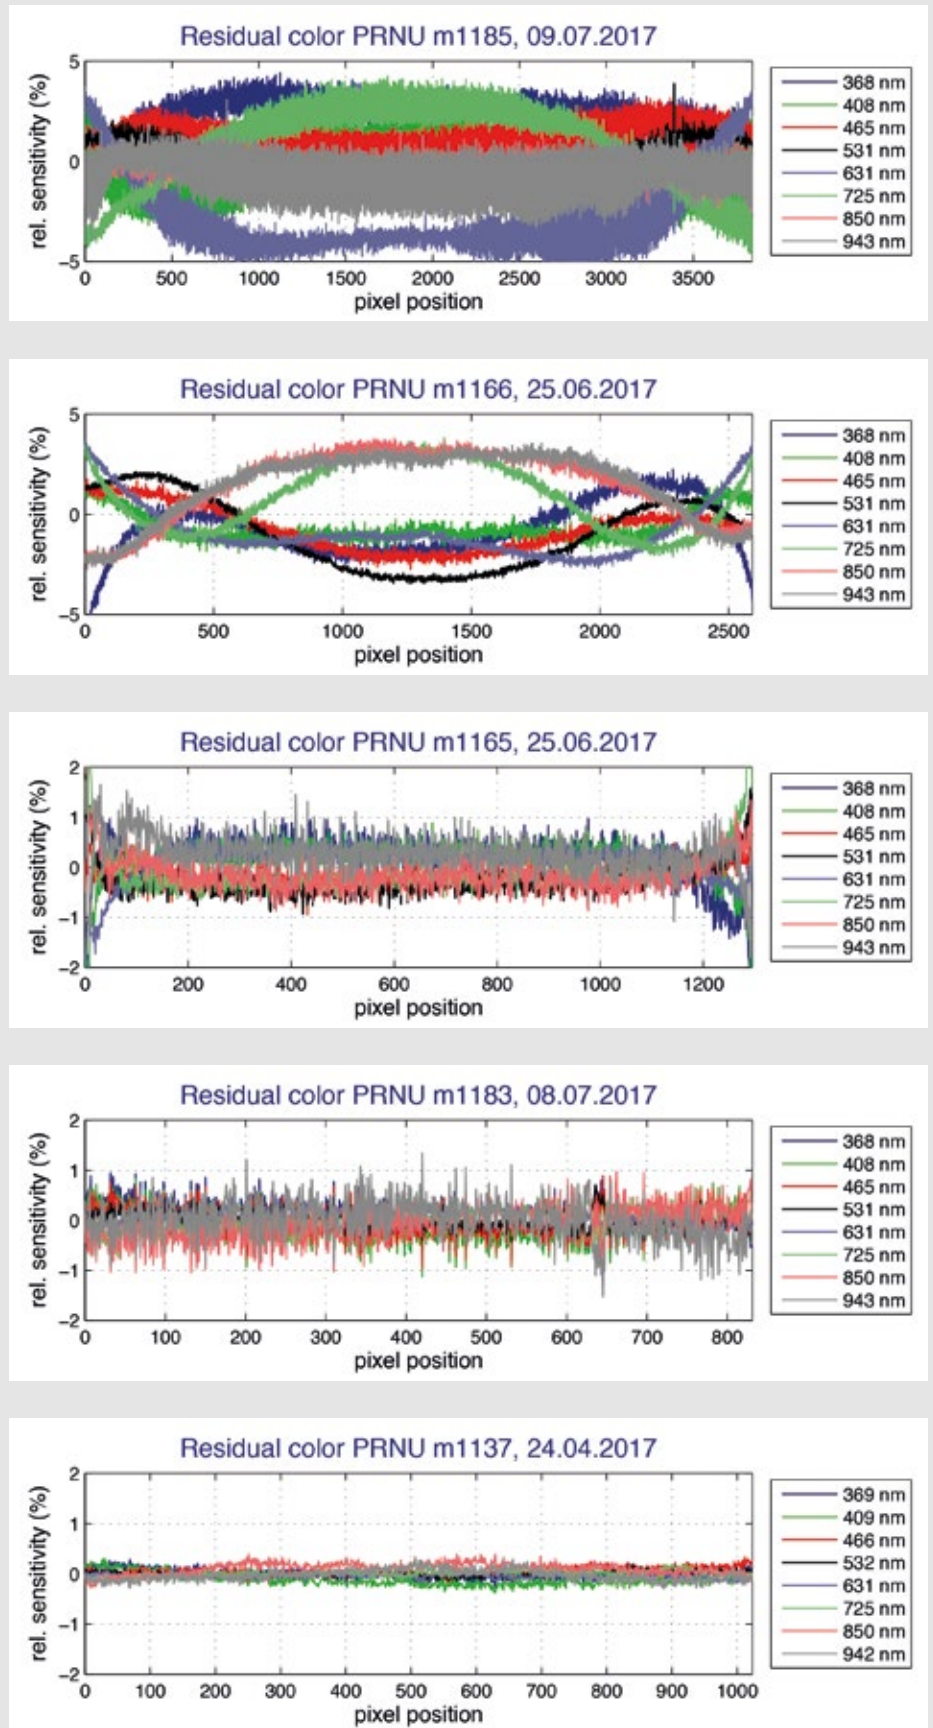 Residual color PRNU m1185, 09.07.2017
rel. sensitivity (%)
5
0
−5
0 500 1000 1500 2000 2500 3000 3500
pixel position
368 nm
408 nm
465 nm
531 nm
631 nm
725 nm
850 nm
943 nm
Residual color PRNU m1166, 25.06.2017
rel. sensitivity (%)
5
0
−5
0 500 1000 1500 2000 2500
pixel position
368 nm
408 nm
465 nm
531 nm
631 nm
725 nm
850 nm
943 nm
Residual color PRNU m1165, 25.06.2017
rel. sensitivity (%)
2
1
0
−1
−2
0 200 400 600 800 1000 1200
pixel position
368 nm
408 nm
465 nm
531 nm
631 nm
725 nm
850 nm
943 nm
Residual color PRNU m1183, 08.07.2017
rel. sensitivity (%)
2
1
0
−1
−2
0 100 200 300 400 500 600 700 800
pixel position
368 nm
408 nm
465 nm
531 nm
631 nm
725 nm
850 nm
943 nm
Residual color PRNU m1137, 24.04.2017
rel. sensitivity (%)
2
1
0
−1
−2
0 100 200 300 400 500 600 700 800 900 1000
pixel position
369 nm
409 nm
466 nm
532 nm
631 nm
725 nm
850 nm
942 nm